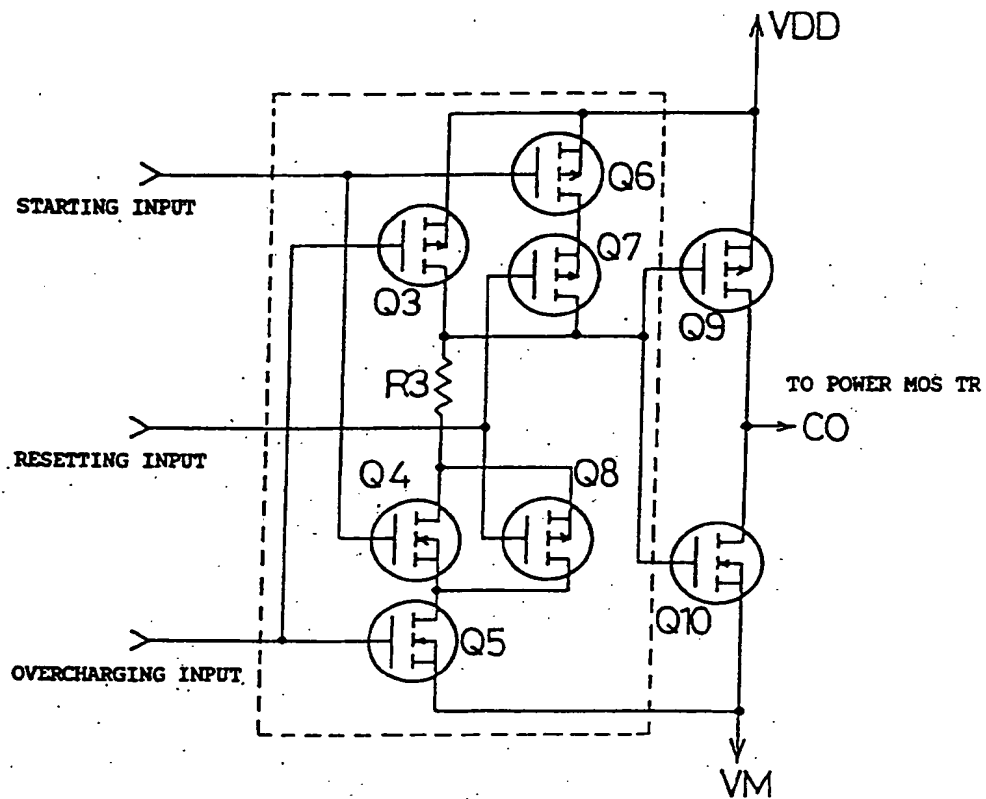 VDD
Q6
STARTING INPUT
Q7
Q3
Q9
R3
TO POWER MOS TR
CO
RESETTING INPUT
Q4
Q8
Q10
Q5
OVERCHARGING INPUT
VM